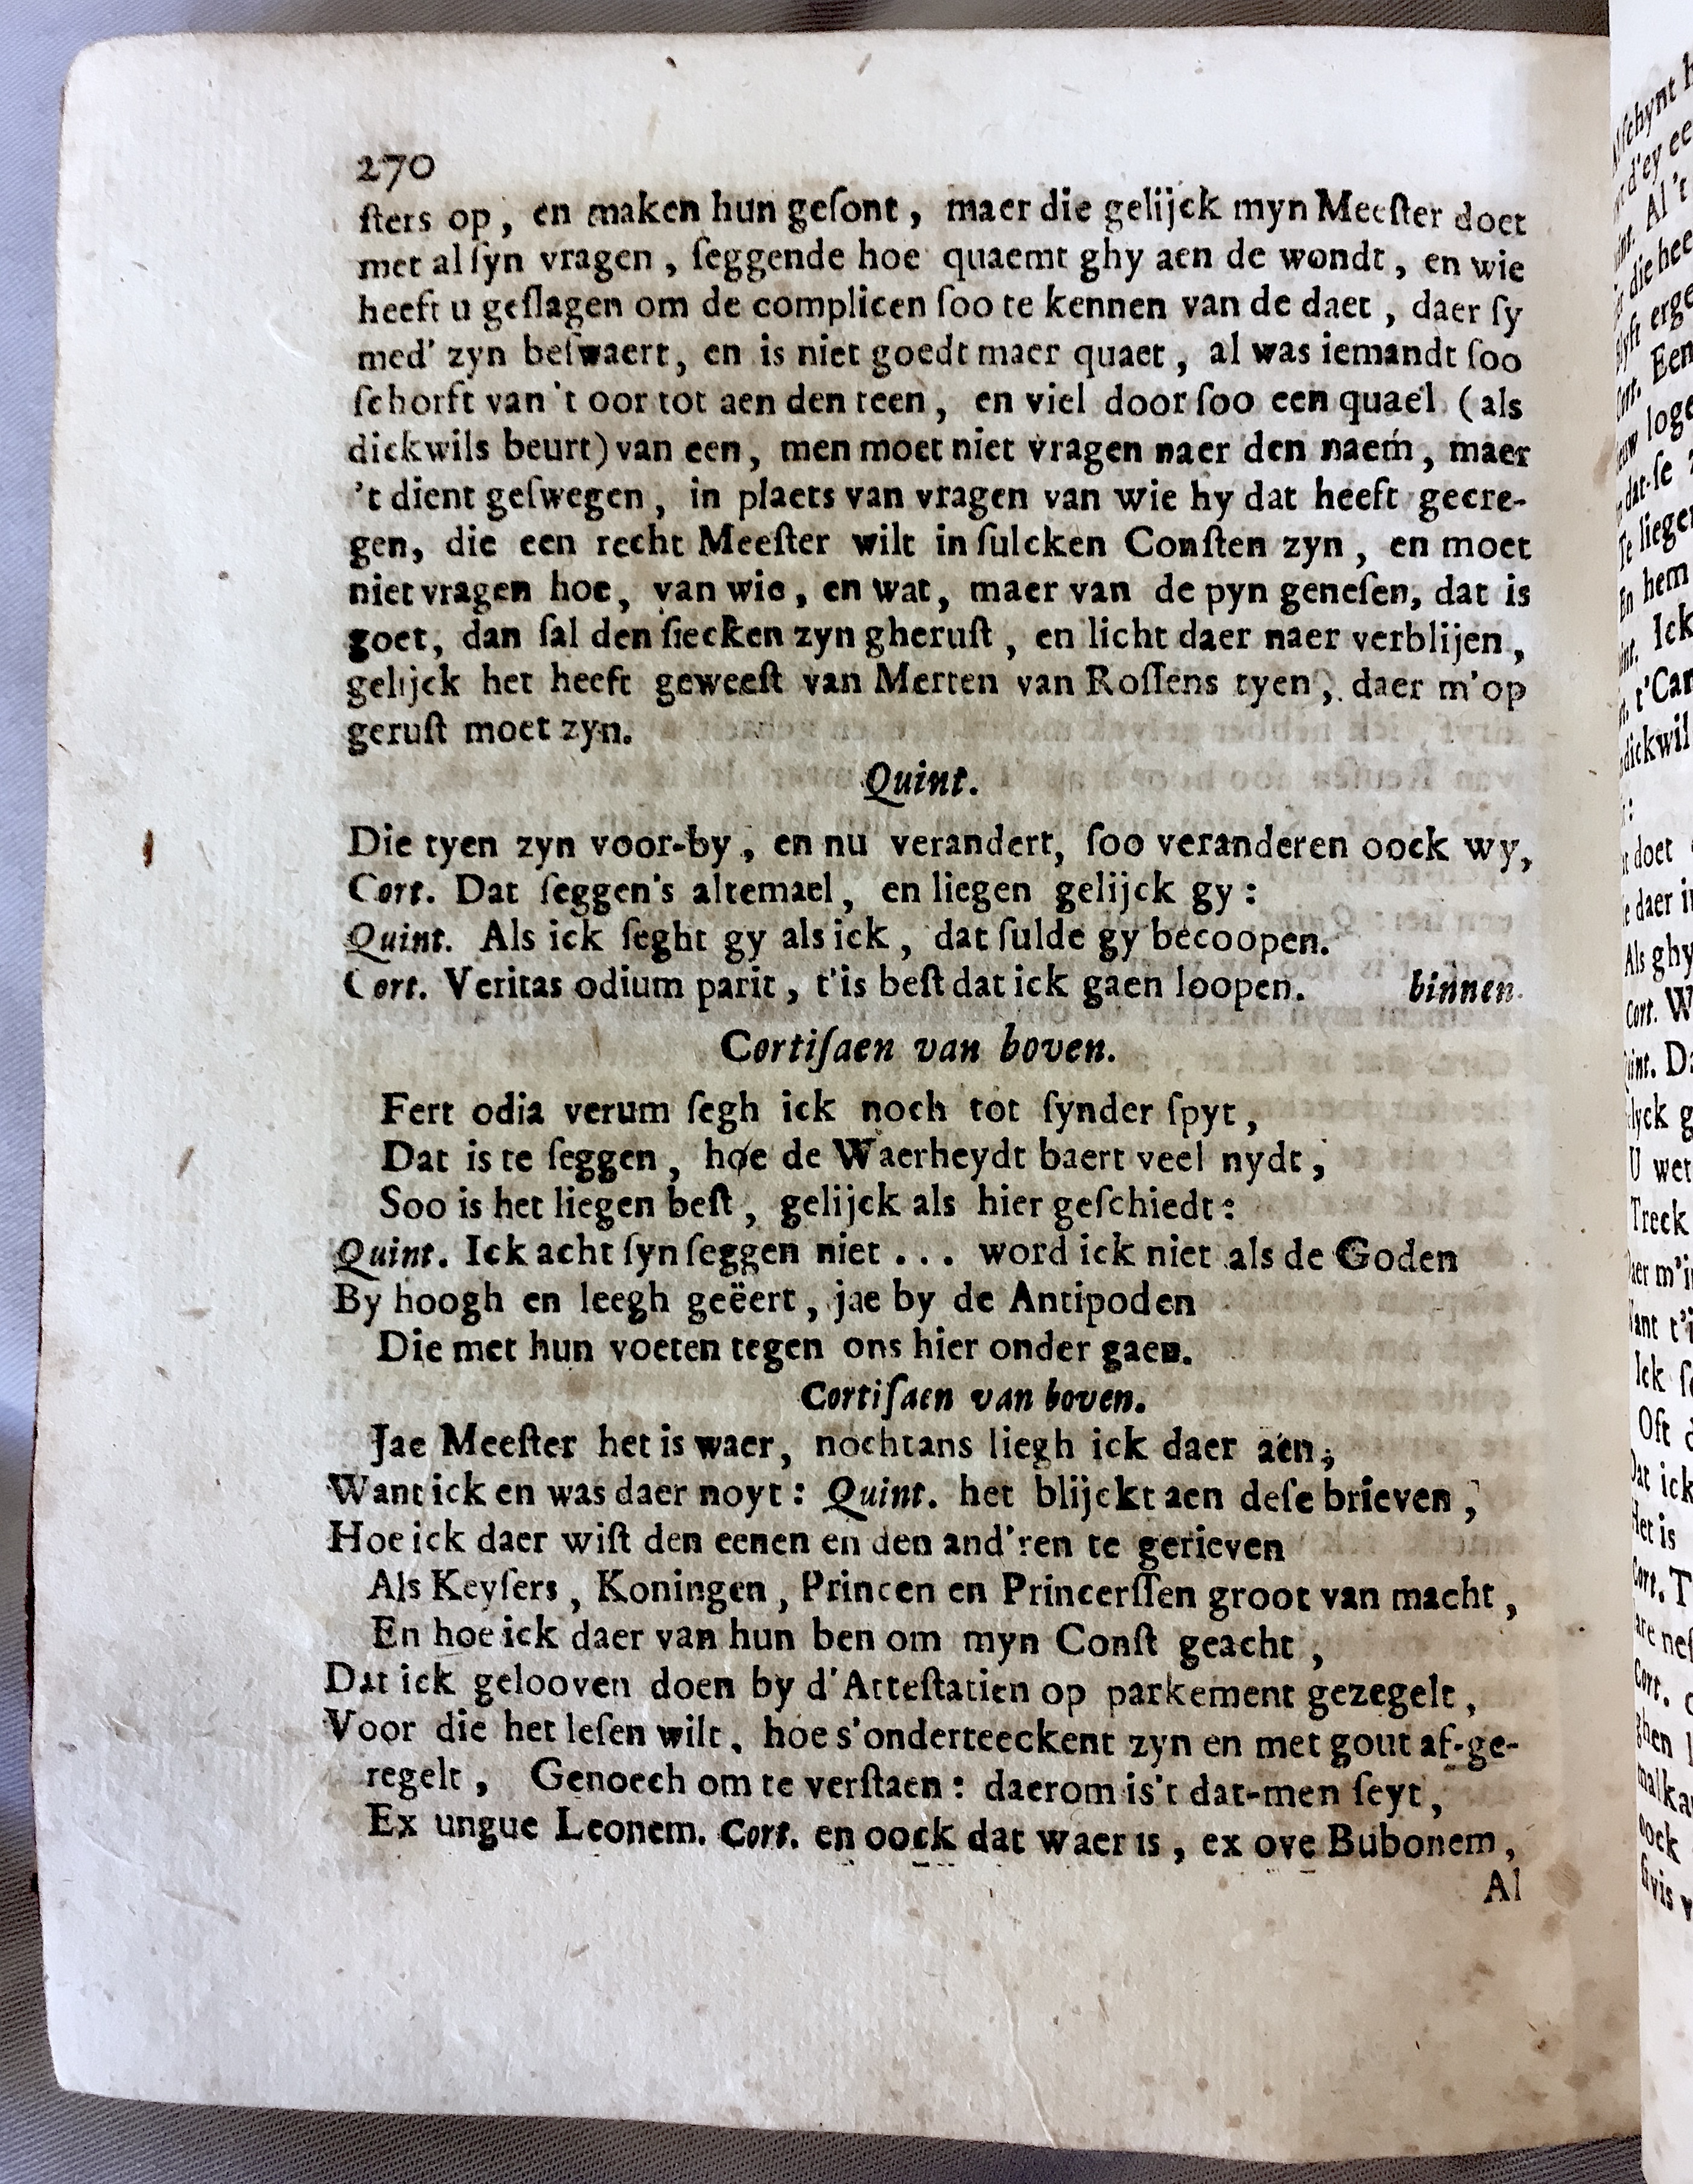 270
ſters op, en maken hun geſont, maer die gelijck myn Meeſter doet
met al ſyn vragen, ſeggende hoe quaemt ghy aen de wondt, en wie
heeft u geſlagen om de complicen ſoo te kennen van de daet, daer ſy
med' zyn beſwaert, en is niet goedt maer quaet, al was iemandt ſoo
ſchorft van 't oor tot aen den teen, en viel door ſoo een quael (als
dickwils beurt) van een, men moet niet vragen naer den naem, maer
't dient geſwegen, in plaets van vragen van wie hy dat heeft gecre-
gen, die een recht Meeſter wilt in ſulcken Conſten zyn, en moet
niet vragen hoe, van wie, en wat, maer van de pyn geneſen, dat is
goet, dan ſal den ſiecken zyn gheruſt, en licht daer naer verblijen,
gelijck het heeft geweeſt van Merten van Roſſens tyen, daer m'op
geruſt moet zyn.
Quint.
Die tyen zyn voor-by, en nu verandert, ſoo veranderen oock wy,
Cort. Dat ſeggen's altemael, en liegen gelijck gy:
Quint. Als ick ſeght gy als ick, dat ſulde gy becoopen.
Cort. Veritas odium parit, t'is beſt dat ick gaen loopen. binnen.
Cortiſaen van boven.
Fert odia verum ſegh ick noch tot ſynder ſpyt,
Dat is te ſeggen, hoe de Waerheydt baert veel nydt,
Soo is het liegen beſt, gelijck als hier geſchiedt:
Quint. Ick acht ſyn ſeggen niet... word ick niet als de Goden
By hoogh en leegh geëert, jae by de Antipoden
Die met hun voeten tegen ons hier onder gaen.
Cortiſaen van boven.
Jae Meeſter het is waer, nochtans liegh ick daer aen;
Want ick en was daer noyt: Quint. het blijckt aen deſe brieven,
Hoe ick daer wiſt den eenen en den and'ren te gerieven
Als Keyſers, Koningen, Princen en Princerſſen groot van macht,
En hoe ick daer van hun ben om myn Conſt geacht,
Dat ick gelooven doen by d'Atteſtatien op parkement gezegelt,
Voor die het leſen wilt, hoe s'onderteeckent zyn en met gout af-ge-
regelt, Genoech om te verſtaen: daerom is't dat-men ſeyt,
Ex ungue Leonem. Cort. en oock dat waer is, ex ove Bubonem,
Al